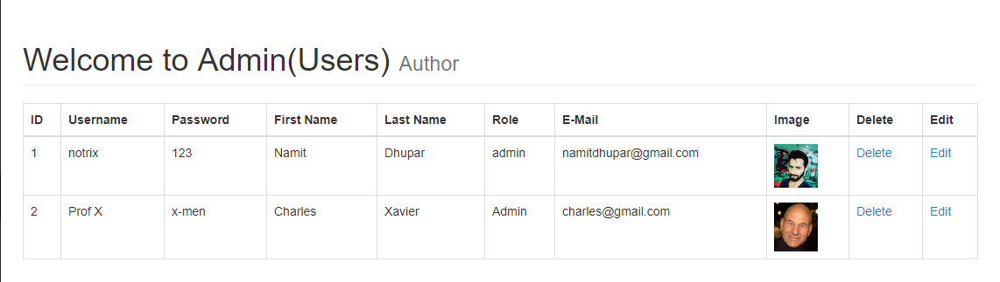 Welcome to Admin(Users) Author
ID Username Password First Name Last Name Role E-Mail Image Delete Edit
1 notrix 123 Namit Dhupar admin namitdhupar@gmail.com Delete Edit
2 Prof X x-men Charles Xavier Admin charles@gmail.com Delete Edit